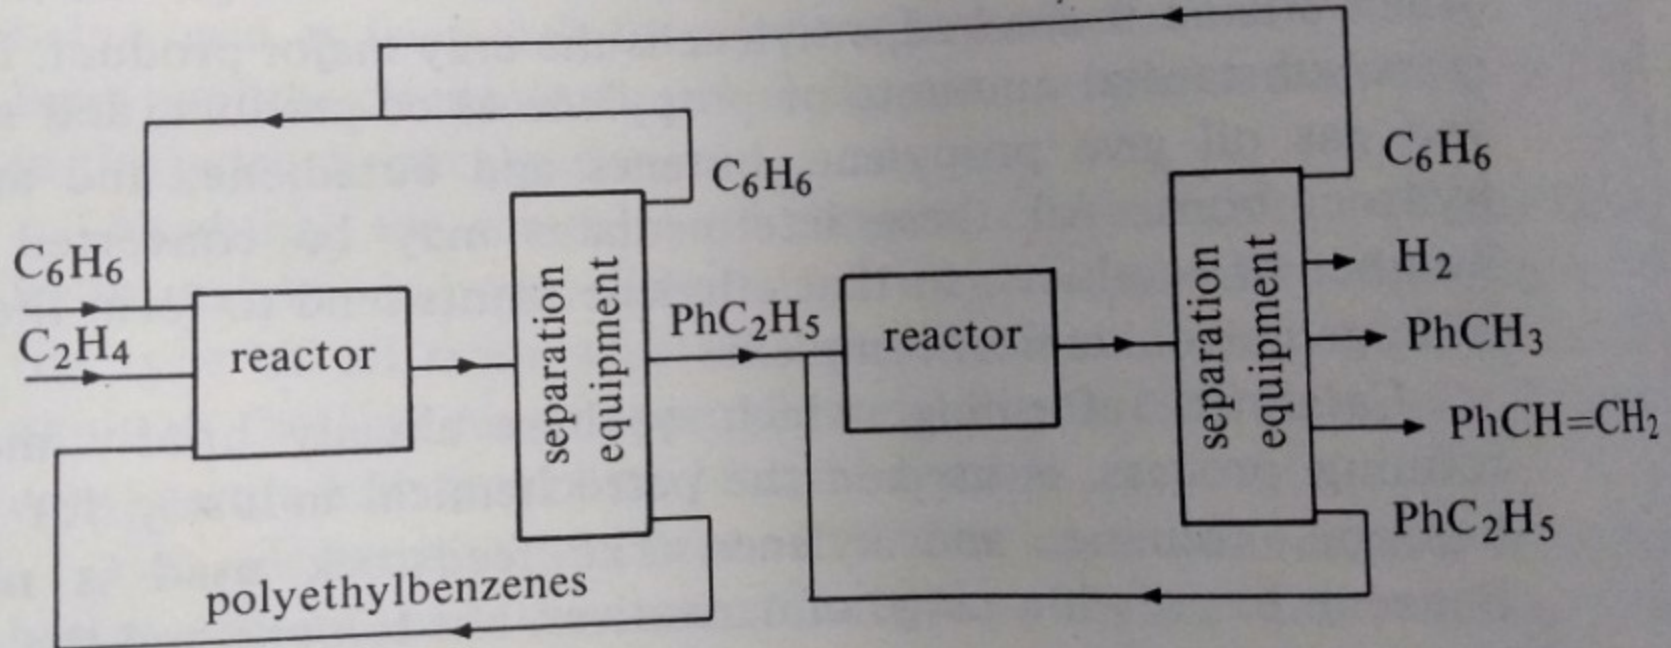 C₆H₆
C₆H₆
C₆H₆
C₂H₄
reactor
separation
equipment
PhC₂H₅
reactor
separation
equipment
H₂
PhCH₃
PhCH=CH₂
PhC₂H₅
polyethylbenzenes